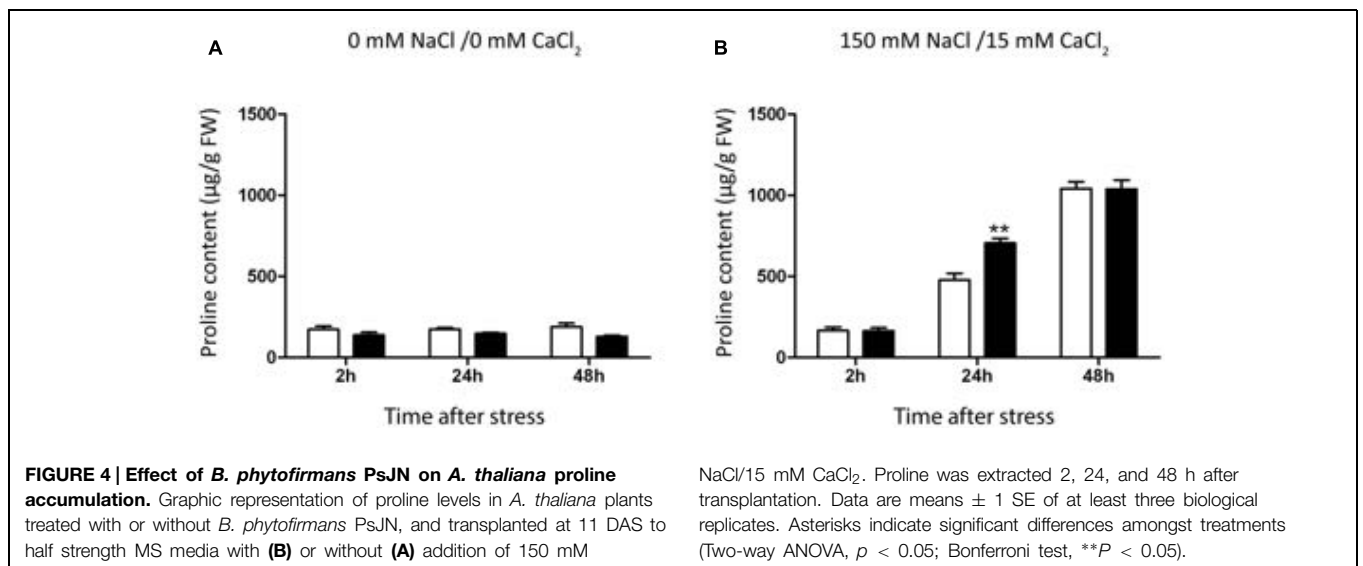 A
0 mM NaCl /0 mM CaCl₂
Proline content (µg/g FW)
1500
1000
500
0
2h 24h 48h
Time after stress
B
150 mM NaCl /15 mM CaCl₂
Proline content (µg/g FW)
1500
1000
500
0
**
2h 24h 48h
Time after stress
FIGURE 4 | Effect of B. phytofirmans PsJN on A. thaliana proline
accumulation. Graphic representation of proline levels in A. thaliana plants
treated with or without B. phytofirmans PsJN, and transplanted at 11 DAS to
half strength MS media with (B) or without (A) addition of 150 mM
NaCl/15 mM CaCl₂. Proline was extracted 2, 24, and 48 h after
transplantation. Data are means ± 1 SE of at least three biological
replicates. Asterisks indicate significant differences amongst treatments
(Two-way ANOVA, p < 0.05; Bonferroni test, **P < 0.05).